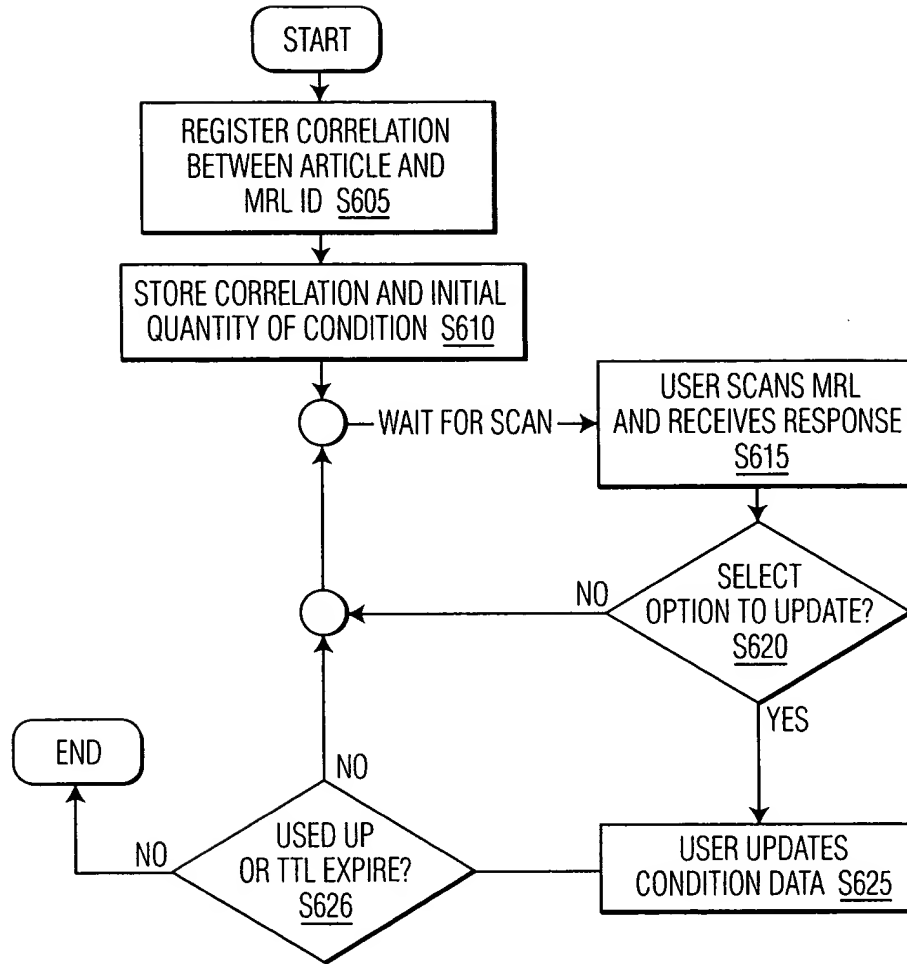 START
REGISTER CORRELATION
BETWEEN ARTICLE AND
MRL ID S605
STORE CORRELATION AND INITIAL
QUANTITY OF CONDITION S610
WAIT FOR SCAN
USER SCANS MRL
AND RECEIVES RESPONSE
S615
SELECT
OPTION TO UPDATE?
S620
NO
YES
USER UPDATES
CONDITION DATA S625
USED UP
OR TTL EXPIRE?
S626
NO
NO
END